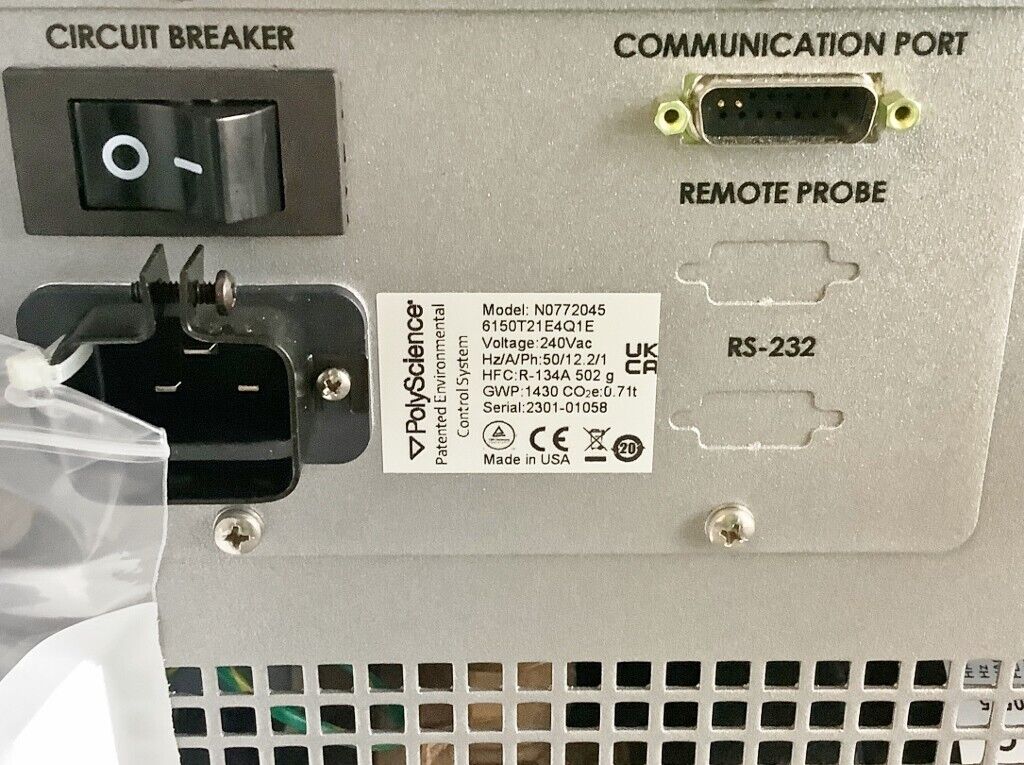 CIRCUIT BREAKER
COMMUNICATION PORT
REMOTE PROBE
RS-232
PolyScience®
Patented Environmental
Control System
Model: N0772045
6150T21E4Q1E
Voltage:240Vac
Hz/A/Ph:50/12.2/1
HFC:R-134A 502 g
GWP:1430 CO₂e:0.71t
Serial:2301-01058
UK
CA
CE
20
Made in USA